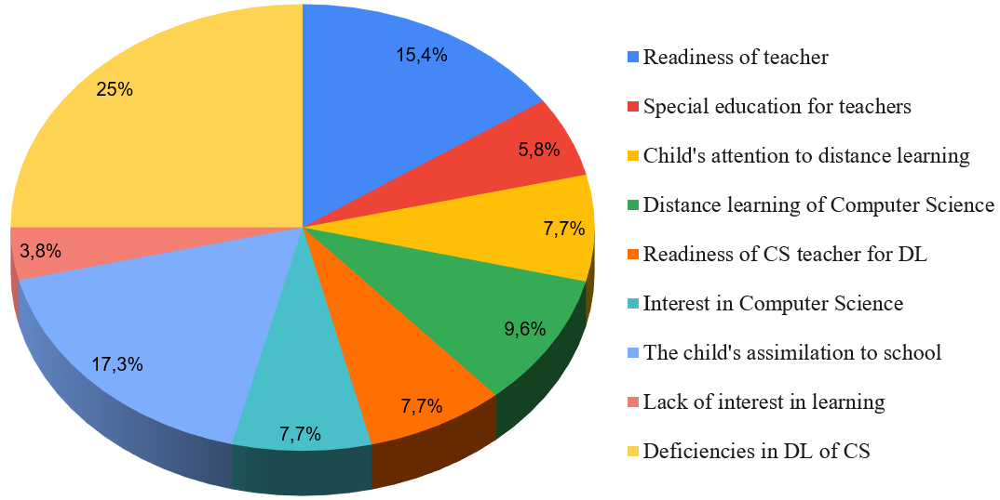 15,4%
25%
5,8%
7,7%
3,8%
9,6%
17,3%
7,7%
7,7%
Readiness of teacher
Special education for teachers
Child's attention to distance learning
Distance learning of Computer Science
Readiness of CS teacher for DL
Interest in Computer Science
The child's assimilation to school
Lack of interest in learning
Deficiencies in DL of CS